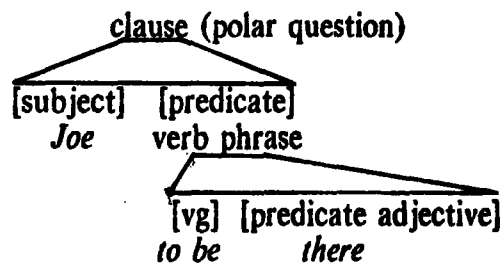 clause (polar question)
[subject] [predicate]
Joe verb phrase
[vg] [predicate adjective]
to be there